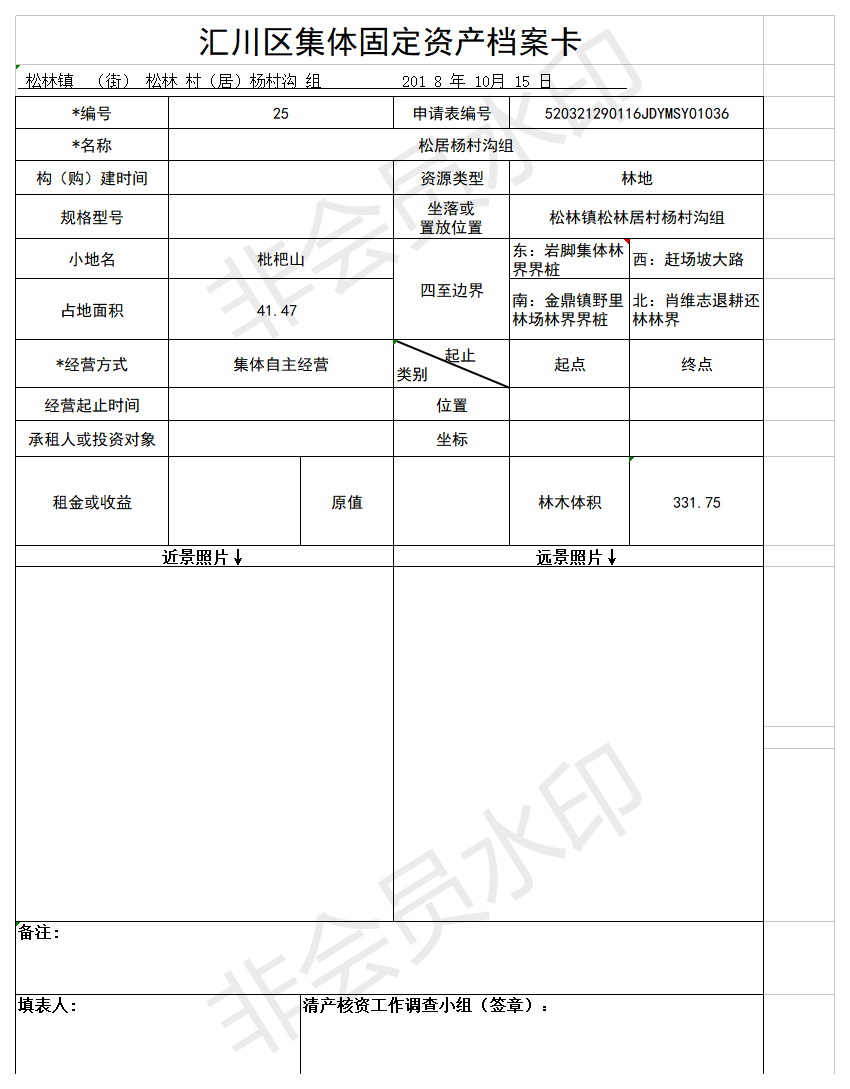 汇川区集体固定资产档案卡
松林镇 （街） 松林 村（居）杨村沟 组 201 8 年 10月 15 日
*编号 25 申请表编号 520321290116JDYMSY01036
*名称 松居杨村沟组
构（购）建时间 资源类型 林地
规格型号 坐落或
置放位置 松林镇松林居村杨村沟组
小地名 枇杷山 四至边界 东：岩脚集体林
界界桩 西：赶场坡大路
占地面积 41.47 南：金鼎镇野里
林场林界界桩 北：肖维志退耕还
林林界
*经营方式 集体自主经营 起止
类别 起点 终点
经营起止时间 位置
承租人或投资对象 坐标
租金或收益 原值 林木体积 331.75
近景照片↓ 远景照片↓
备注:
填表人: 清产核资工作调查小组（签章）:
非会员水印
非会员水印